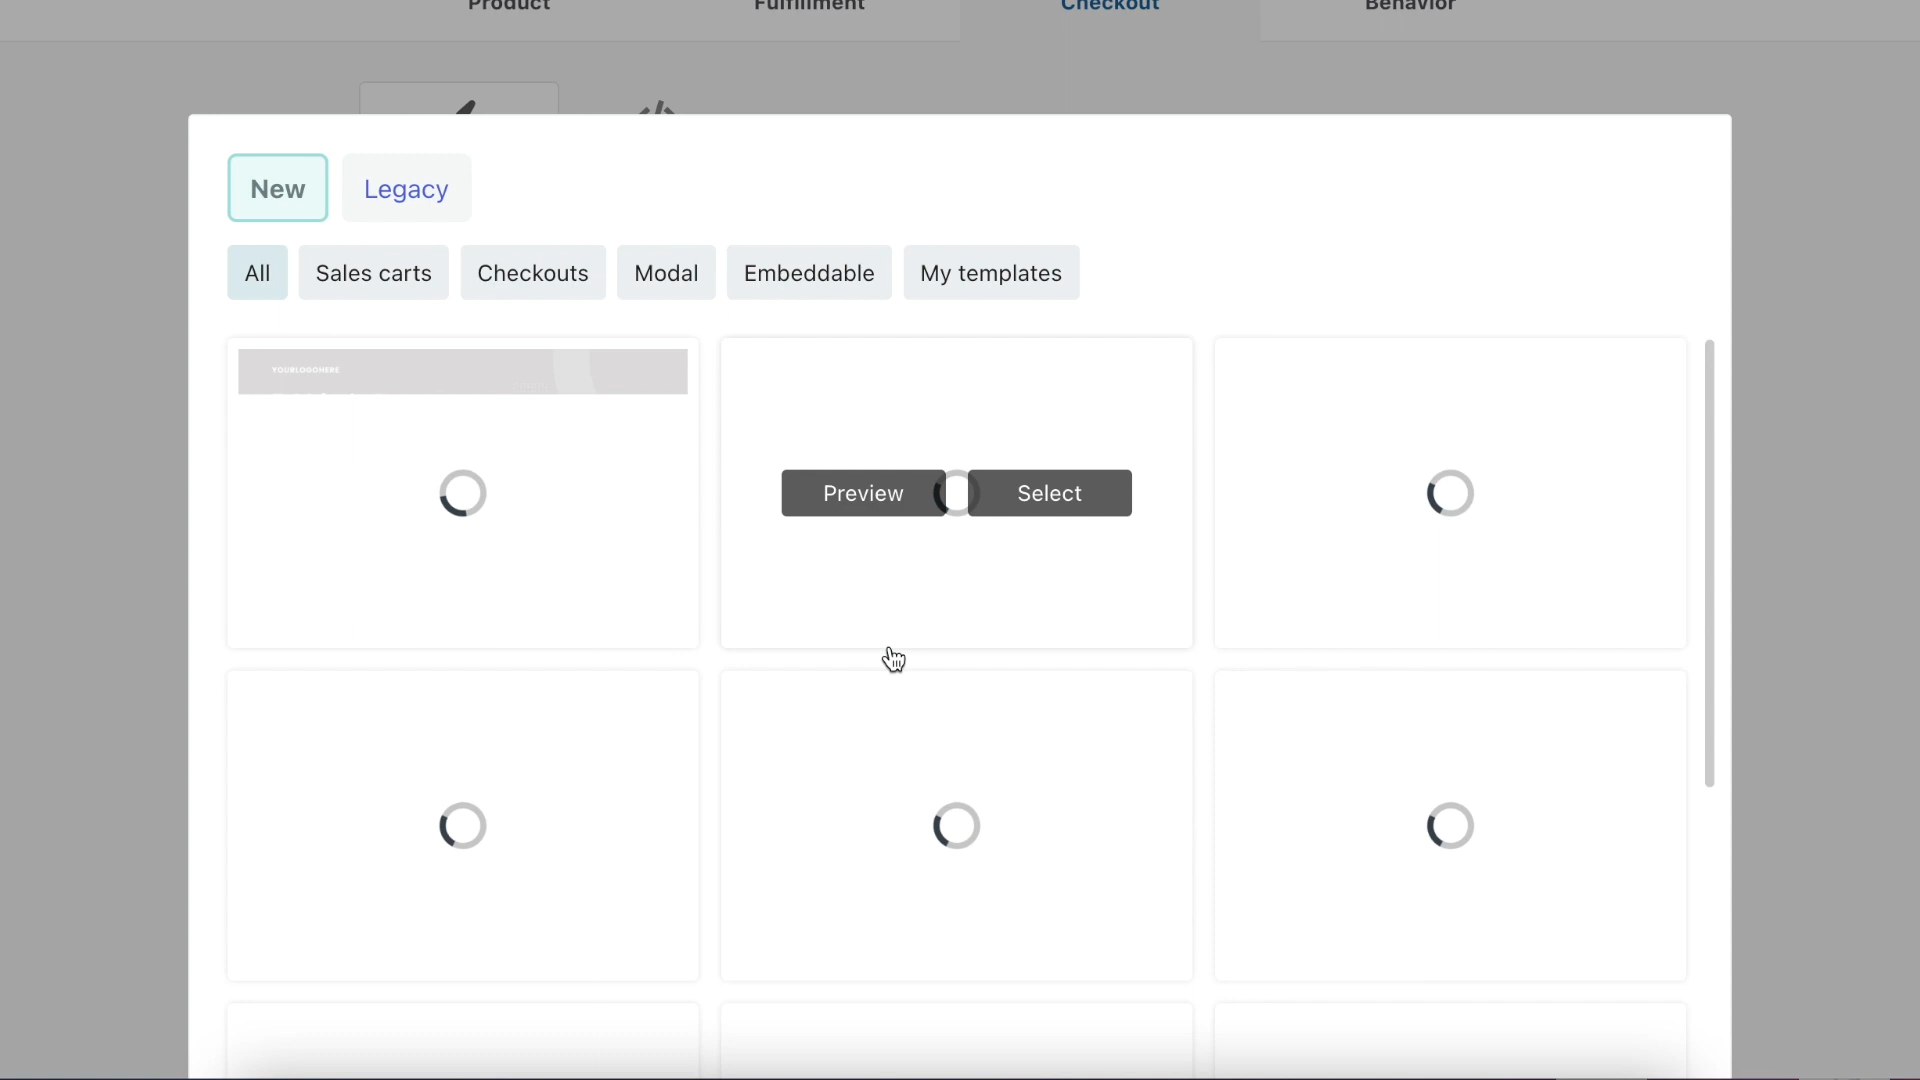 Product Fulfillment Checkout Behavior
New Legacy
All Sales carts Checkouts Modal Embeddable My templates
YOURLOGOHERE
Preview Select